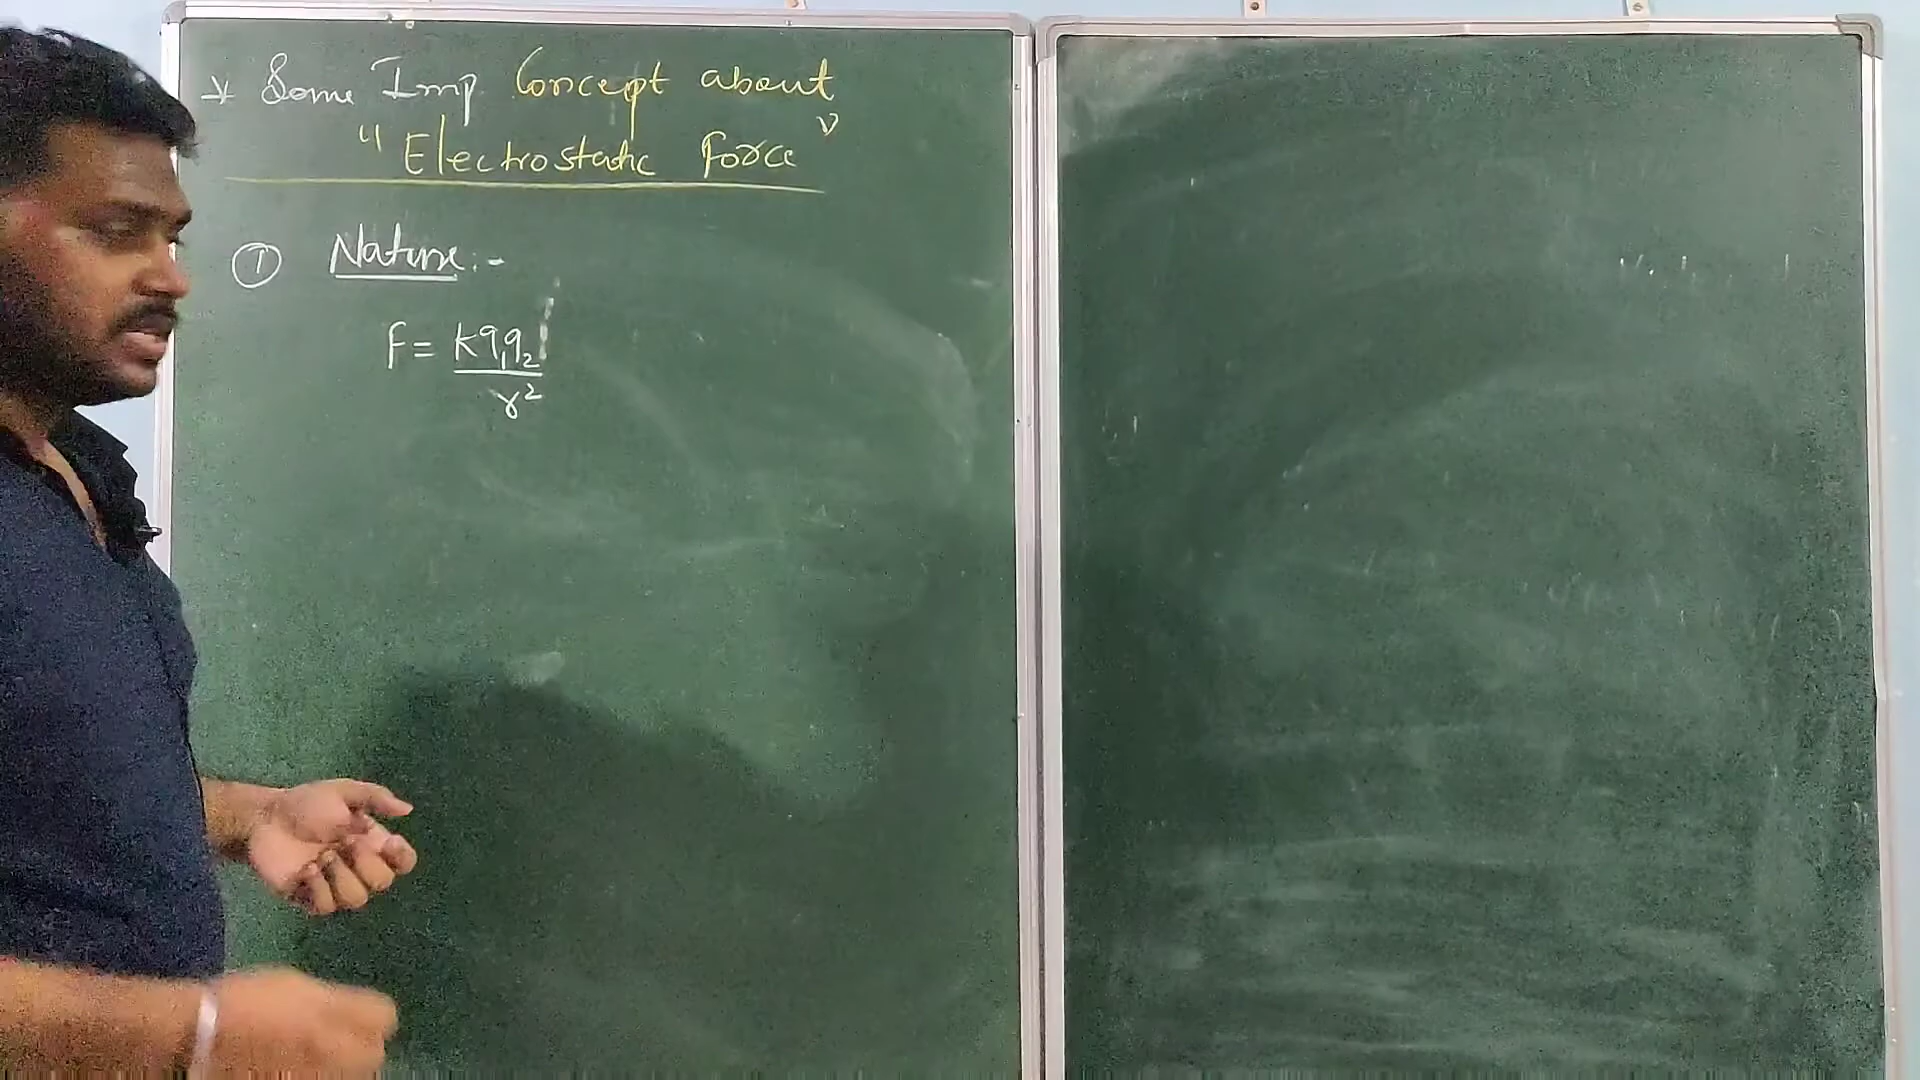 * Some Imp Concept about
"Electrostatic force"
① Nature:-
F = kq₁q₂
r²